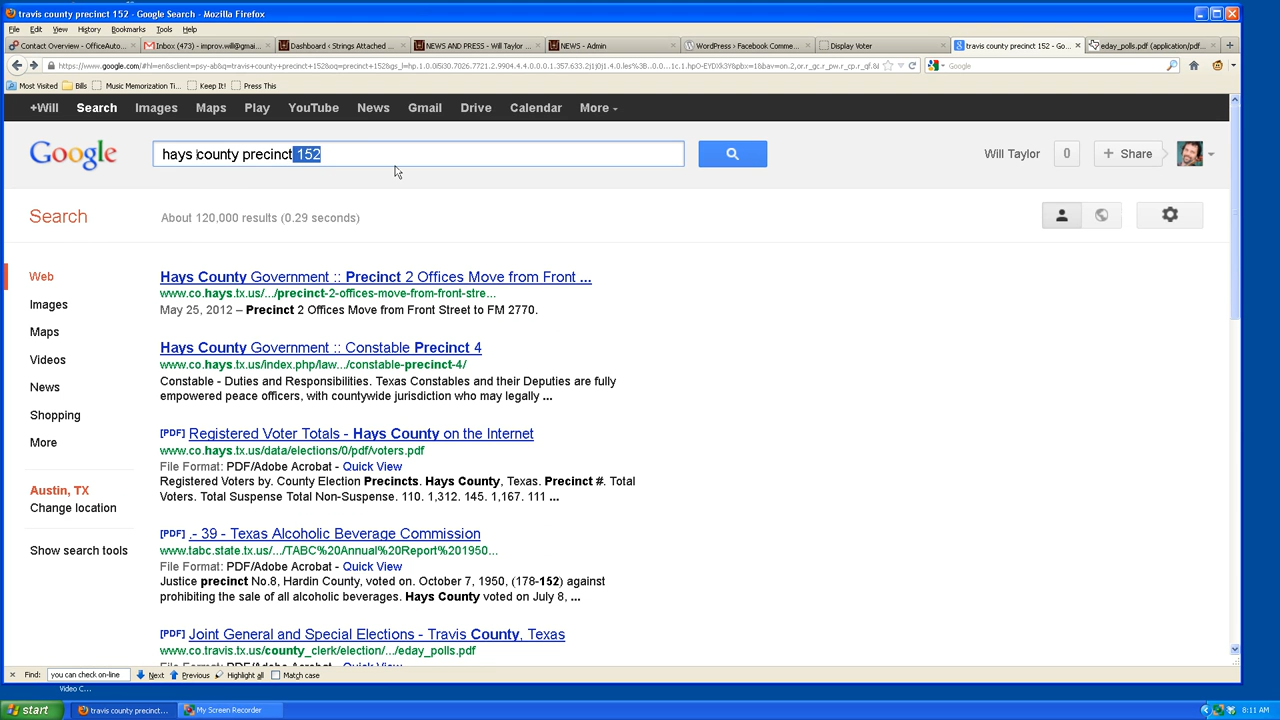 travis county precinct 152 - Google Search - Mozilla Firefox
File Edit View History Bookmarks Tools Help
Contact Overview - OfficeAuto... Inbox (473) - improv.will@gmail... Dashboard ‹ Strings Attached NEWS AND PRESS - Will Taylor ... NEWS - Admin WordPress › Facebook Comme... Display Voter travis county precinct 152 - Go... eday_polls.pdf (application/pdf...
Google
Most Visited Bills Music Memorization Ti... Keep It! Press This
+Will Search Images Maps Play YouTube News Gmail Drive Calendar More
Google hays county precinct 152 Will Taylor 0 + Share
Search About 120,000 results (0.29 seconds)
Web
Images
Maps
Videos
News
Shopping
More
Austin, TX
Change location
Show search tools
Hays County Government :: Precinct 2 Offices Move from Front ...
www.co.hays.tx.us/.../precinct-2-offices-move-from-front-stre...
May 25, 2012 – Precinct 2 Offices Move from Front Street to FM 2770.
Hays County Government :: Constable Precinct 4
www.co.hays.tx.us/index.php/law.../constable-precinct-4/
Constable - Duties and Responsibilities. Texas Constables and their Deputies are fully
empowered peace officers, with countywide jurisdiction who may legally ...
[PDF] Registered Voter Totals - Hays County on the Internet
www.co.hays.tx.us/data/elections/0/pdf/voters.pdf
File Format: PDF/Adobe Acrobat - Quick View
Registered Voters by. County Election Precincts. Hays County, Texas. Precinct #. Total
Voters. Total Suspense Total Non-Suspense. 110. 1,312. 145. 1,167. 111 ...
[PDF] .- 39 - Texas Alcoholic Beverage Commission
www.tabc.state.tx.us/.../TABC%20Annual%20Report%201950...
File Format: PDF/Adobe Acrobat - Quick View
Justice precinct No.8, Hardin County, voted on. October 7, 1950, (178-152) against
prohibiting the sale of all alcoholic beverages. Hays County voted on July 8, ...
[PDF] Joint General and Special Elections - Travis County, Texas
www.co.travis.tx.us/county_clerk/election/.../eday_polls.pdf
File Format: PDF/Adobe Acrobat - Quick View
Find: you can check on-line Next Previous Highlight all Match case
Video C...
start travis county precinct... My Screen Recorder 8:11 AM